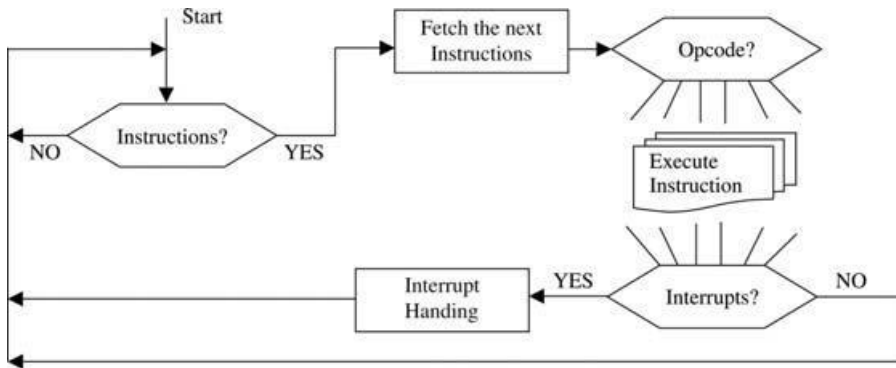 Start
Fetch the next
Instructions
Opcode?
Instructions?
NO
YES
Execute
Instruction
Interrupt
Handing
YES
Interrupts?
NO